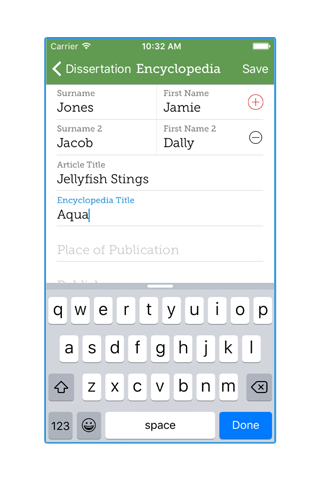 Carrier 10:32 AM
Dissertation Encyclopedia Save
Surname First Name
Jones Jamie
Surname 2 First Name 2
Jacob Dally
Article Title
Jellyfish Stings
Encyclopedia Title
Aqua
Place of Publication
q w e r t y u i o p
a s d f g h j k l
z x c v b n m
123 space Done